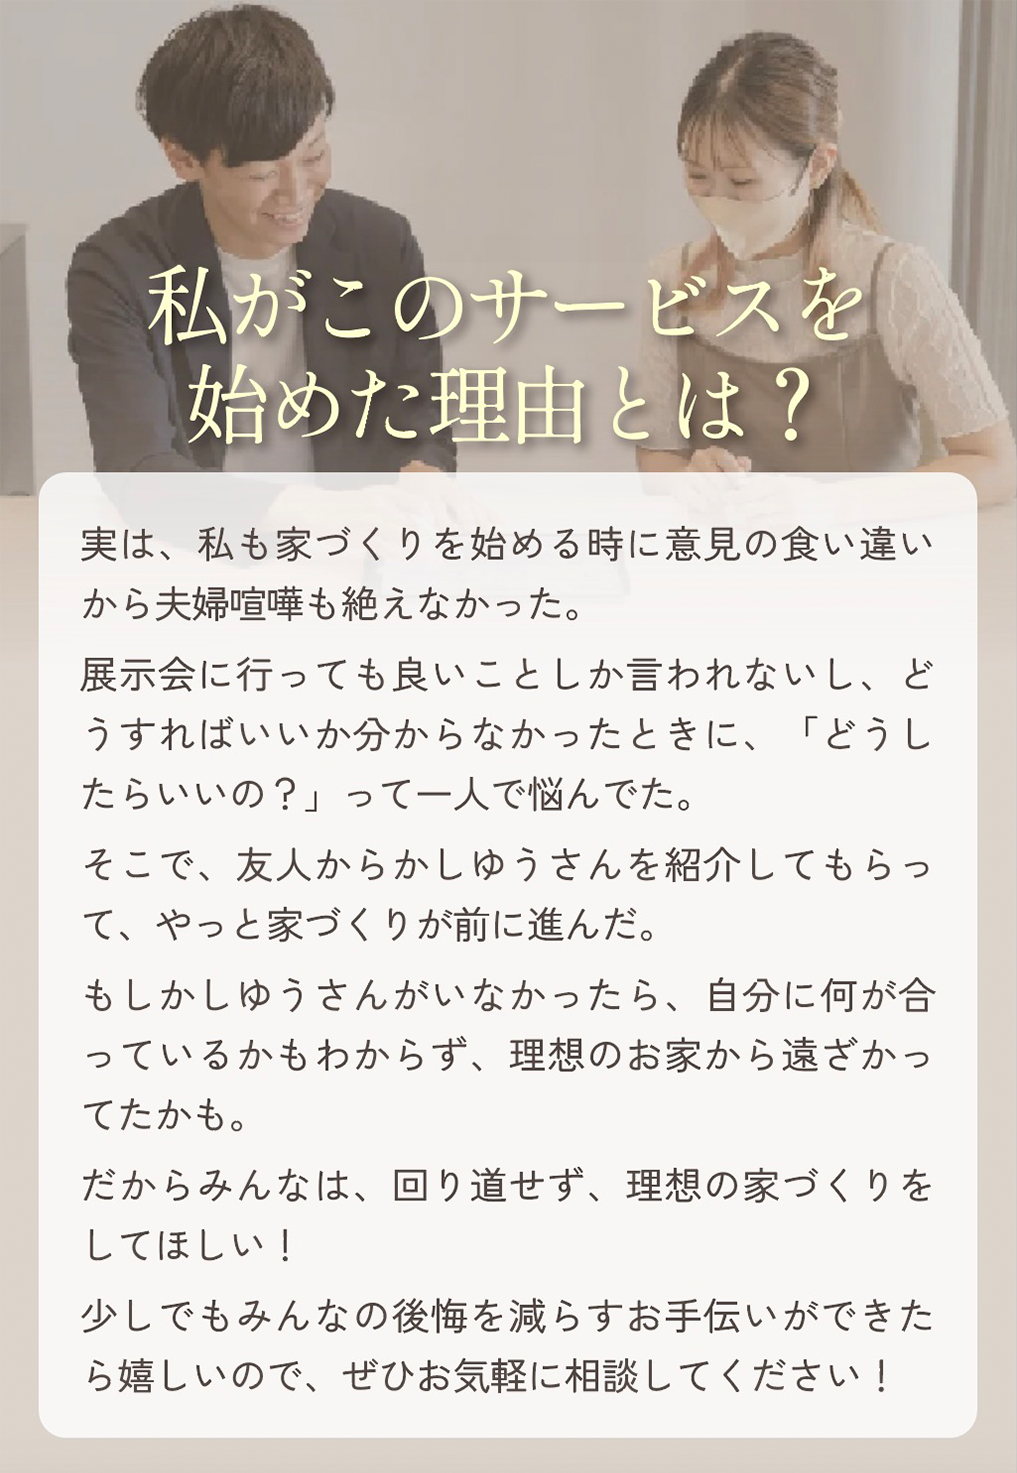 私がこのサービスを
始めた理由とは？
実は、私も家づくりを始める時に意見の食い違い
から夫婦喧嘩も絶えなかった。
展示会に行っても良いことしか言われないし、ど
うすればいいか分からなかったときに、「どうし
たらいいの？」って一人で悩んでた。
そこで、友人からかしゆうさんを紹介してもらっ
て、やっと家づくりが前に進んだ。
もしかしゆうさんがいなかったら、自分に何が合
っているかもわからず、理想のお家から遠ざかっ
てたかも。
だからみんなは、回り道せず、理想の家づくりを
してほしい！
少しでもみんなの後悔を減らすお手伝いができた
ら嬉しいので、ぜひお気軽に相談してください！